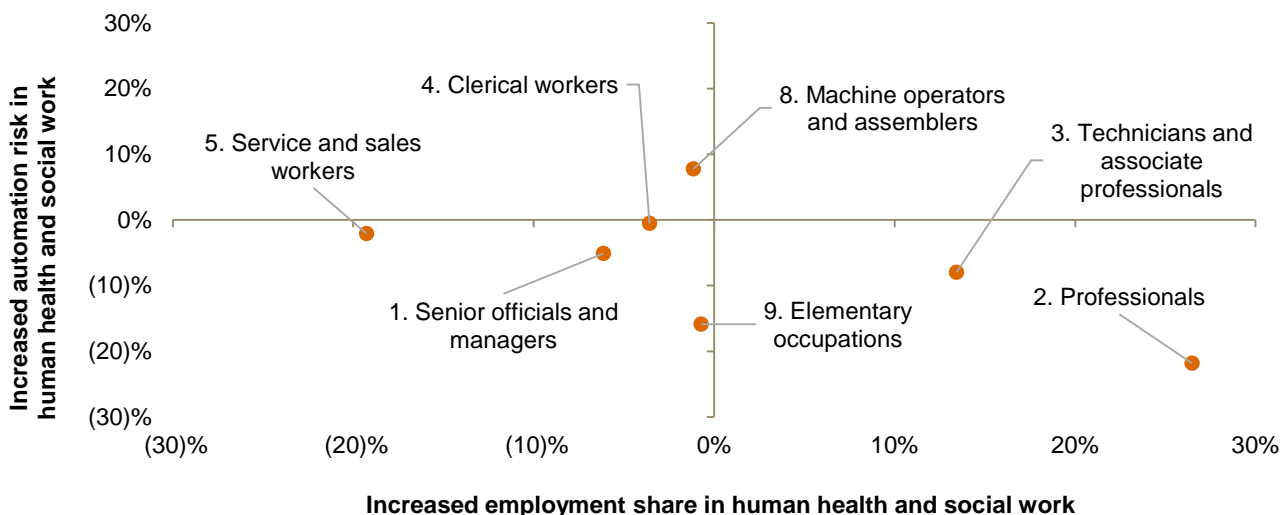 30%
20%
10%
0%
(10)%
(20)%
(30)%
Increased automation risk in
human health and social work
4. Clerical workers
8. Machine operators
and assemblers
3. Technicians and
associate
professionals
5. Service and sales
workers
1. Senior officials and
managers
9. Elementary
occupations
2. Professionals
(30)%
(20)%
(10)%
0%
10%
20%
30%
Increased employment share in human health and social work